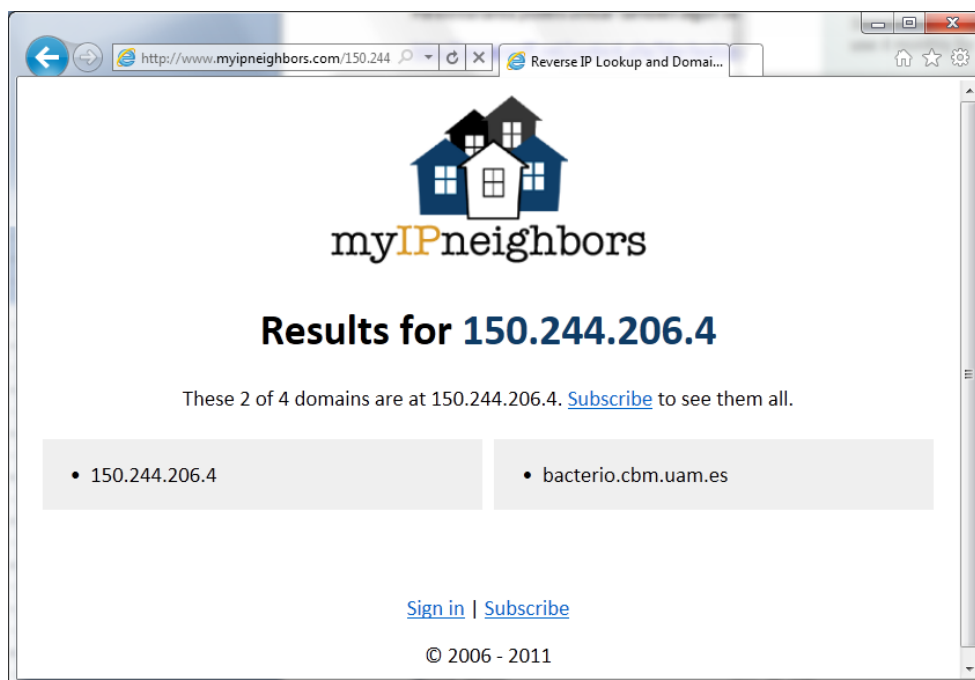 http://www.myipneighbors.com/150.244
Reverse IP Lookup and Domai...
myIPneighbors
Results for 150.244.206.4
These 2 of 4 domains are at 150.244.206.4. Subscribe to see them all.
• 150.244.206.4
• bacterio.cbm.uam.es
Sign in | Subscribe
© 2006 - 2011